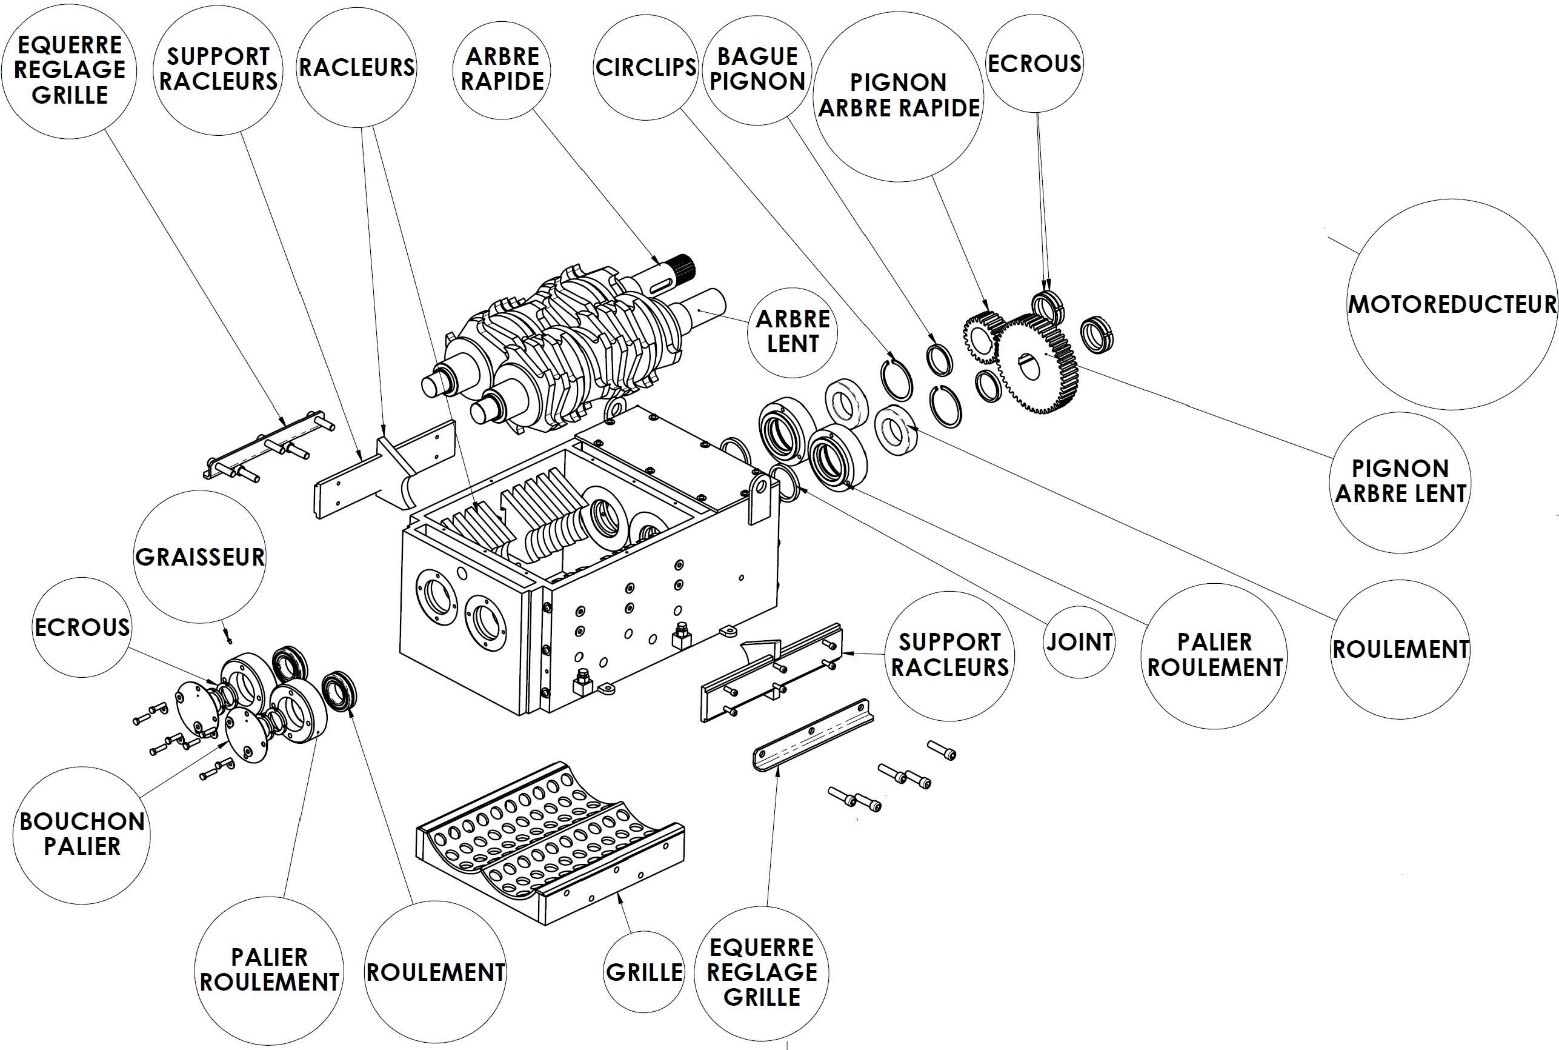 EQUERRE
REGLAGE
GRILLE
SUPPORT
RACLEURS
RACLEURS
ARBRE
RAPIDE
CIRCLIPS
BAGUE
PIGNON
PIGNON
ARBRE RAPIDE
ECROUS
MOTOREDUCTEUR
ARBRE
LENT
PIGNON
ARBRE LENT
GRAISSEUR
ECROUS
SUPPORT
RACLEURS
JOINT
PALIER
ROULEMENT
ROULEMENT
BOUCHON
PALIER
PALIER
ROULEMENT
ROULEMENT
GRILLE
EQUERRE
REGLAGE
GRILLE